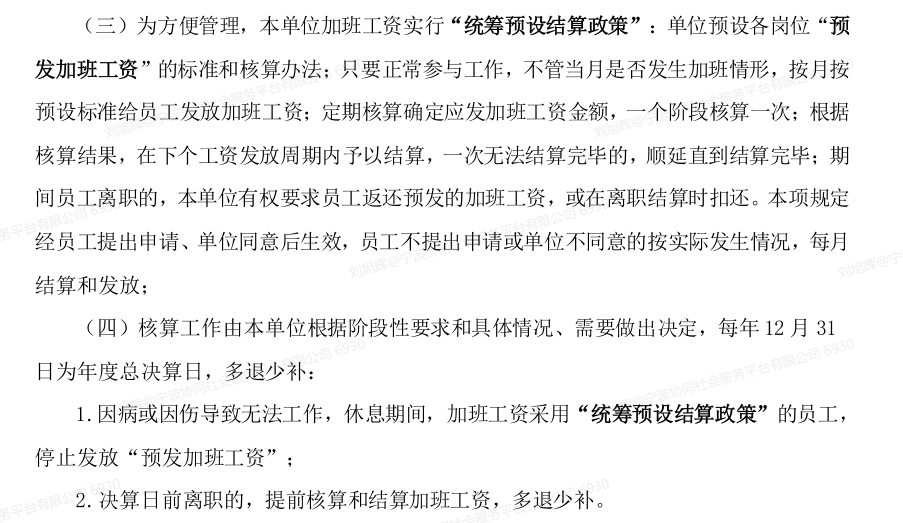 （三）为方便管理，本单位加班工资实行“统筹预设结算政策”：单位预设各岗位“预
发加班工资”的标准和核算办法；只要正常参与工作，不管当月是否发生加班情形，按月按
预设标准给员工发放加班工资；定期核算确定应发加班工资金额，一个阶段核算一次；根据
核算结果，在下个工资发放周期内予以结算，一次无法结算完毕的，顺延直到结算完毕；期
间员工离职的，本单位有权要求员工返还预发的加班工资，或在离职结算时扣还。本项规定
经员工提出申请、单位同意后生效，员工不提出申请或单位不同意的按实际发生情况，每月
结算和发放；
（四）核算工作由本单位根据阶段性要求和具体情况、需要做出决定，每年 12 月 31
日为年度总决算日，多退少补：
1.因病或因伤导致无法工作，休息期间，加班工资采用“统筹预设结算政策”的员工，
停止发放“预发加班工资”；
2.决算日前离职的，提前核算和结算加班工资，多退少补。